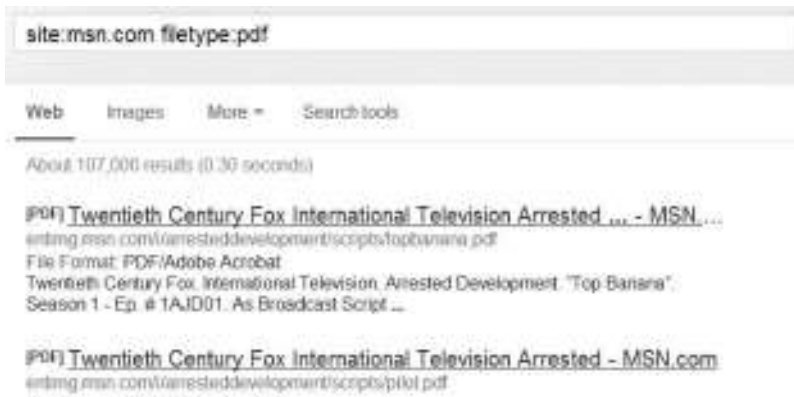 site:msn.com filetype:pdf
Web Images More Search tools
About 107,000 results (0.30 seconds)
[PDF] Twentieth Century Fox International Television Arrested ... - MSN ...
entimg.msn.com/i/arresteddevelopment/scripts/topbanana.pdf
File Format: PDF/Adobe Acrobat
Twentieth Century Fox. International Television. Arrested Development. "Top Banana".
Season 1 - Ep. # 1AJD01. As Broadcast Script ...
[PDF] Twentieth Century Fox International Television Arrested - MSN.com
entimg.msn.com/i/arresteddevelopment/scripts/pilot.pdf